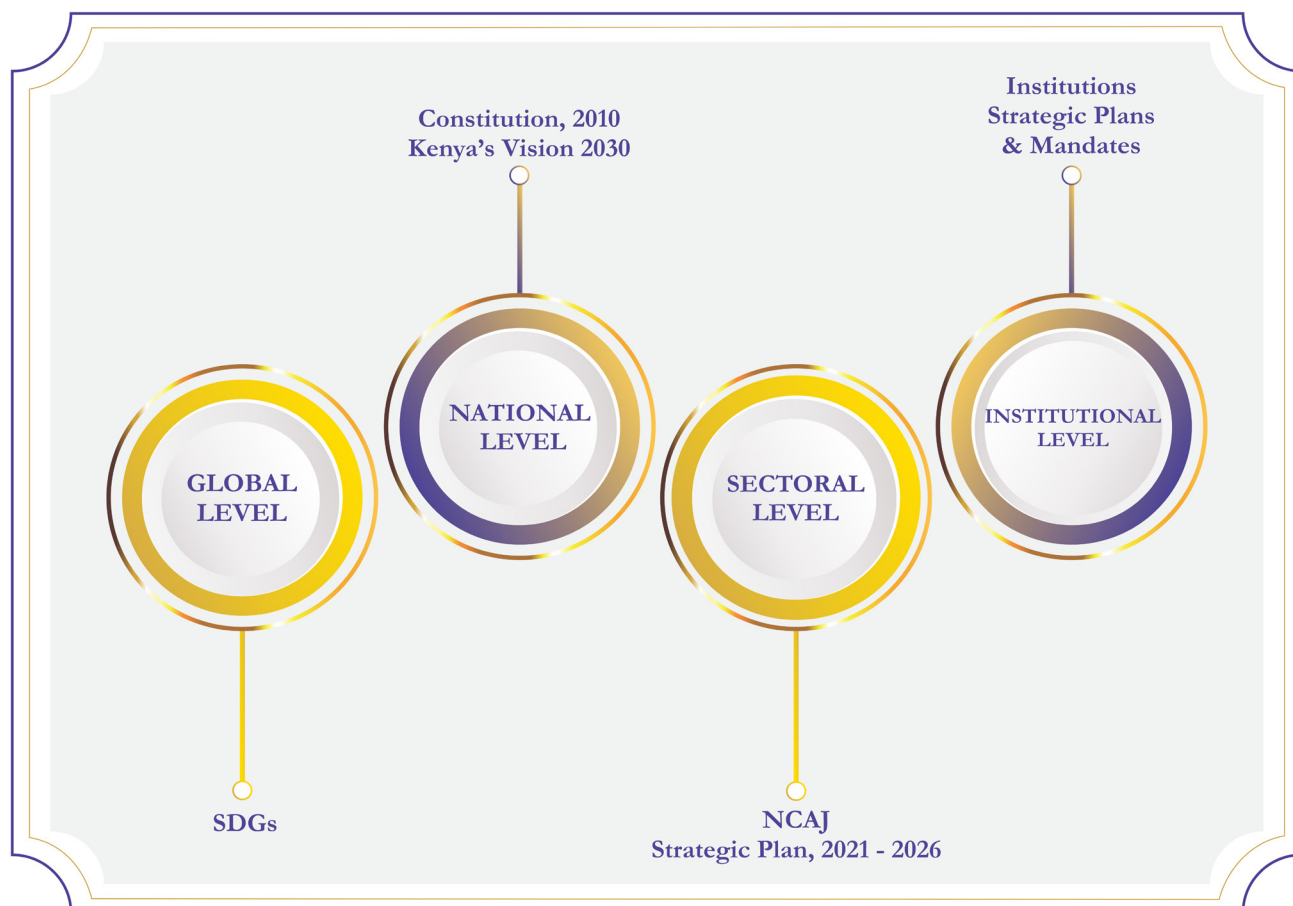 Constitution, 2010
Kenya's Vision 2030
Institutions
Strategic Plans
& Mandates
GLOBAL
LEVEL
NATIONAL
LEVEL
SECTORAL
LEVEL
INSTITUTIONAL
LEVEL
SDGs
NCAJ
Strategic Plan, 2021 - 2026